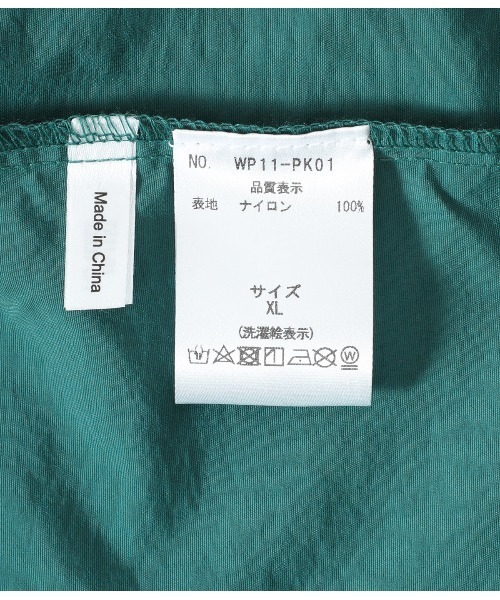 Made in China
NO. WP11-PK01
品質表示
表地 ナイロン 100%
サイズ
XL
(洗濯絵表示)
W